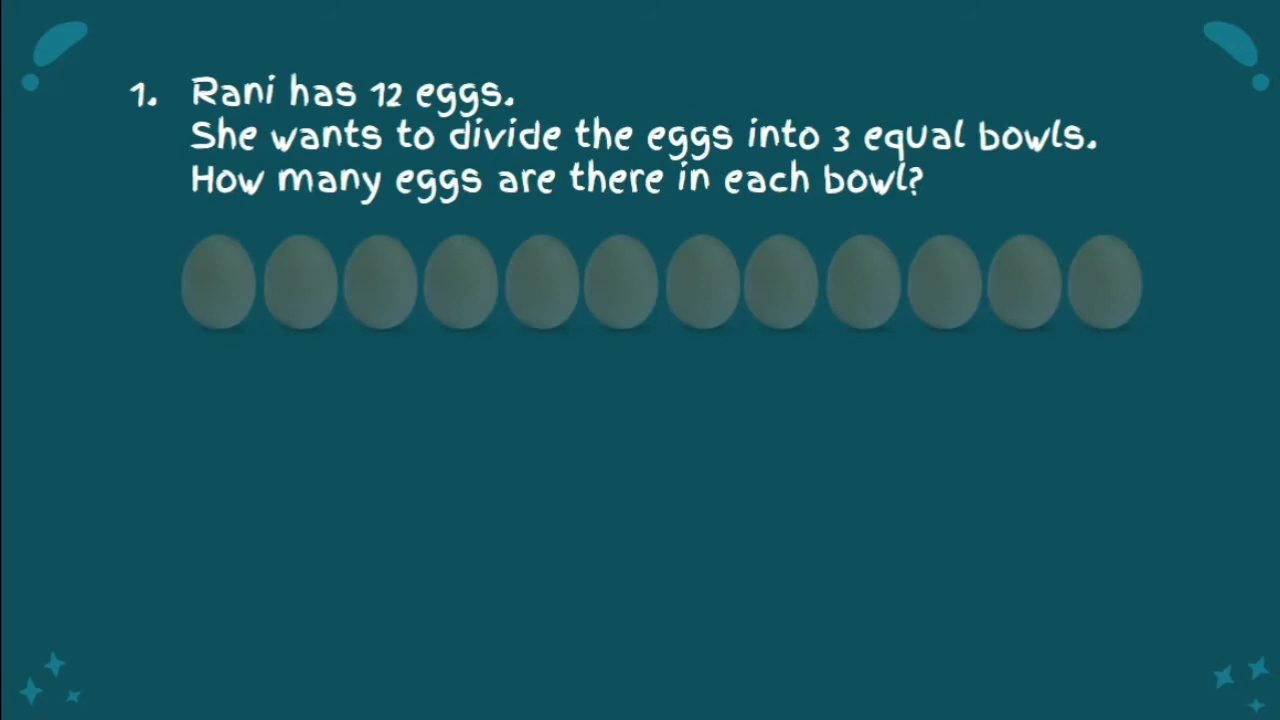 1. Rani has 12 eggs.
She wants to divide the eggs into 3 equal bowls.
How many eggs are there in each bowl?